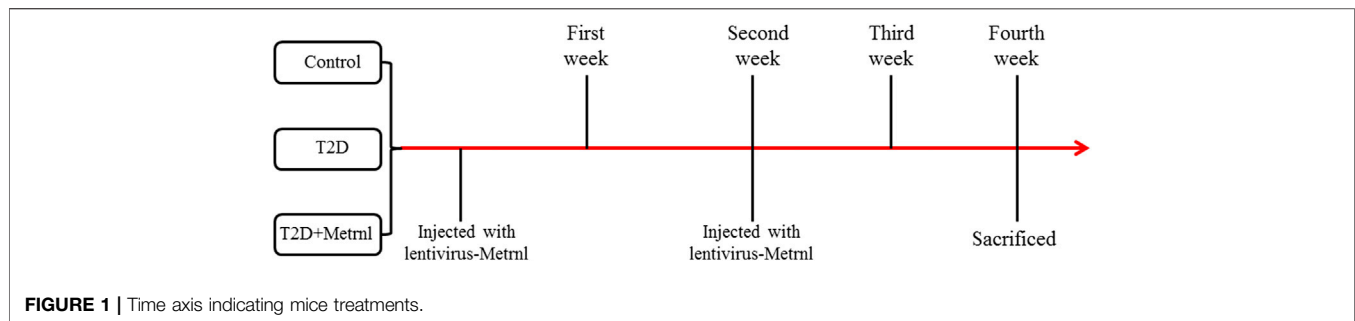 Control
T2D
T2D+Metrnl
First
week
Second
week
Third
week
Fourth
week
Injected with
lentivirus-Metrnl
Injected with
lentivirus-Metrnl
Sacrificed
FIGURE 1 | Time axis indicating mice treatments.